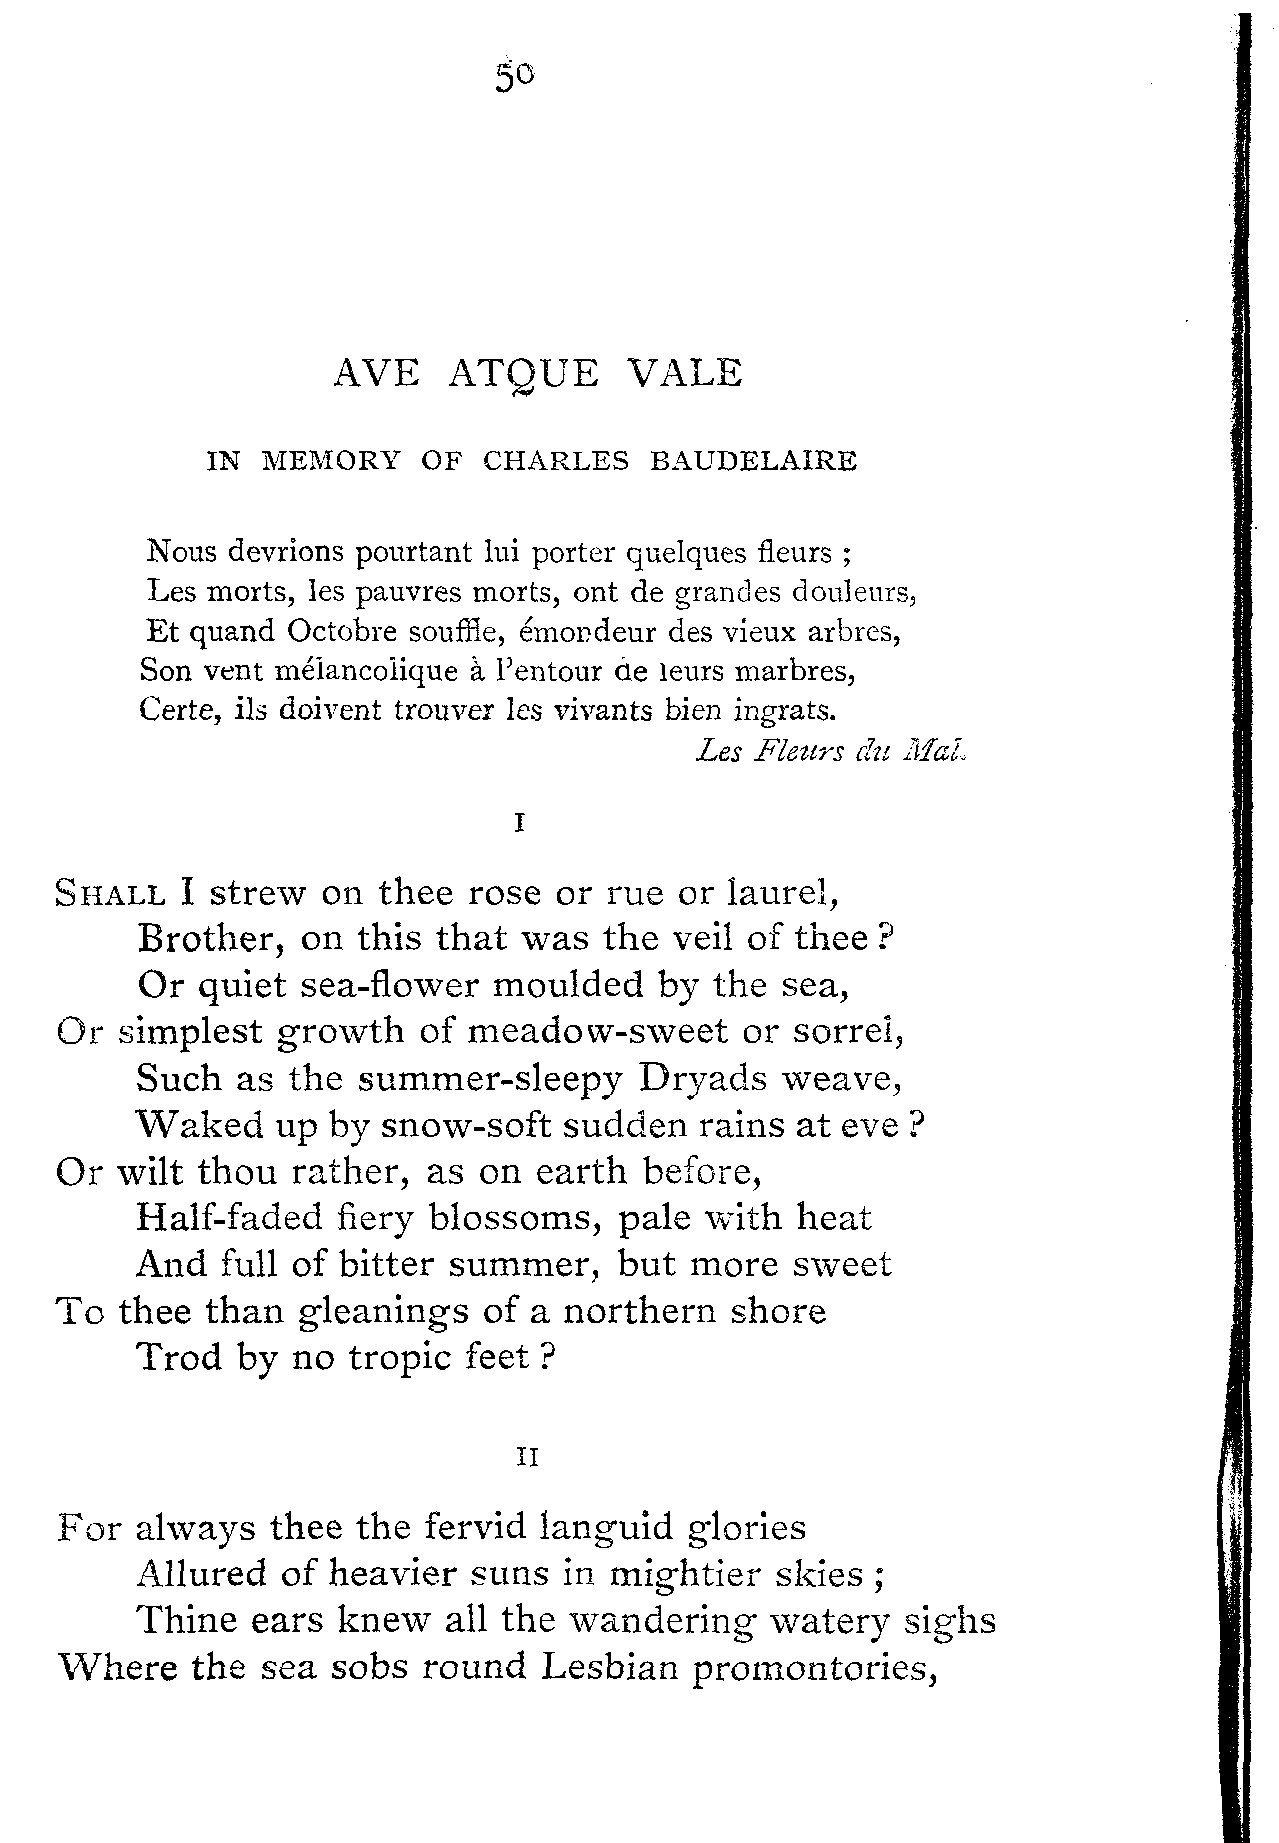 50
AVE ATQUE VALE
IN MEMORY OF CHARLES BAUDELAIRE
Nous devrions pourtant lui porter quelques fleurs ;
Les morts, les pauvres morts, ont de grandes douleurs,
Et quand Octobre souffle, émondeur des vieux arbres,
Son vent mélancolique à l'entour de leurs marbres,
Certe, ils doivent trouver les vivants bien ingrats.
Les Fleurs du Mal.
I
SHALL I strew on thee rose or rue or laurel,
Brother, on this that was the veil of thee ?
Or quiet sea-flower moulded by the sea,
Or simplest growth of meadow-sweet or sorrel,
Such as the summer-sleepy Dryads weave,
Waked up by snow-soft sudden rains at eve ?
Or wilt thou rather, as on earth before,
Half-faded fiery blossoms, pale with heat
And full of bitter summer, but more sweet
To thee than gleanings of a northern shore
Trod by no tropic feet ?
II
For always thee the fervid languid glories
Allured of heavier suns in mightier skies ;
Thine ears knew all the wandering watery sighs
Where the sea sobs round Lesbian promontories,